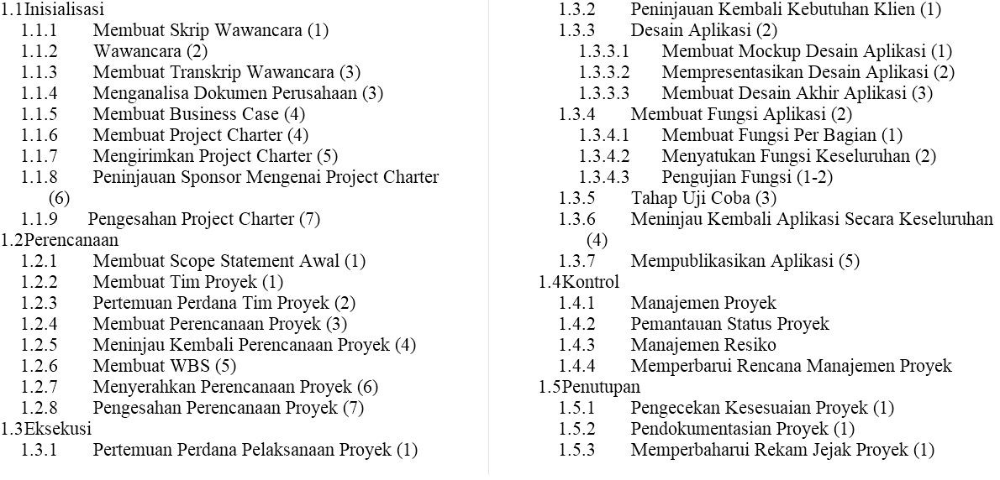 1.1Inisialisasi
1.1.1 Membuat Skrip Wawancara (1)
1.1.2 Wawancara (2)
1.1.3 Membuat Transkrip Wawancara (3)
1.1.4 Menganalisa Dokumen Perusahaan (3)
1.1.5 Membuat Business Case (4)
1.1.6 Membuat Project Charter (4)
1.1.7 Mengirimkan Project Charter (5)
1.1.8 Peninjauan Sponsor Mengenai Project Charter
(6)
1.1.9 Pengesahan Project Charter (7)
1.2Perencanaan
1.2.1 Membuat Scope Statement Awal (1)
1.2.2 Membuat Tim Proyek (1)
1.2.3 Pertemuan Perdana Tim Proyek (2)
1.2.4 Membuat Perencanaan Proyek (3)
1.2.5 Meninjau Kembali Perencanaan Proyek (4)
1.2.6 Membuat WBS (5)
1.2.7 Menyerahkan Perencanaan Proyek (6)
1.2.8 Pengesahan Perencanaan Proyek (7)
1.3Eksekusi
1.3.1 Pertemuan Perdana Pelaksanaan Proyek (1)
1.3.2 Peninjauan Kembali Kebutuhan Klien (1)
1.3.3 Desain Aplikasi (2)
1.3.3.1 Membuat Mockup Desain Aplikasi (1)
1.3.3.2 Mempresentasikan Desain Aplikasi (2)
1.3.3.3 Membuat Desain Akhir Aplikasi (3)
1.3.4 Membuat Fungsi Aplikasi (2)
1.3.4.1 Membuat Fungsi Per Bagian (1)
1.3.4.2 Menyatukan Fungsi Keseluruhan (2)
1.3.4.3 Pengujian Fungsi (1-2)
1.3.5 Tahap Uji Coba (3)
1.3.6 Meninjau Kembali Aplikasi Secara Keseluruhan
(4)
1.3.7 Mempublikasikan Aplikasi (5)
1.4Kontrol
1.4.1 Manajemen Proyek
1.4.2 Pemantauan Status Proyek
1.4.3 Manajemen Resiko
1.4.4 Memperbarui Rencana Manajemen Proyek
1.5Penutupan
1.5.1 Pengecekan Kesesuaian Proyek (1)
1.5.2 Pendokumentasian Proyek (1)
1.5.3 Memperbaharui Rekam Jejak Proyek (1)